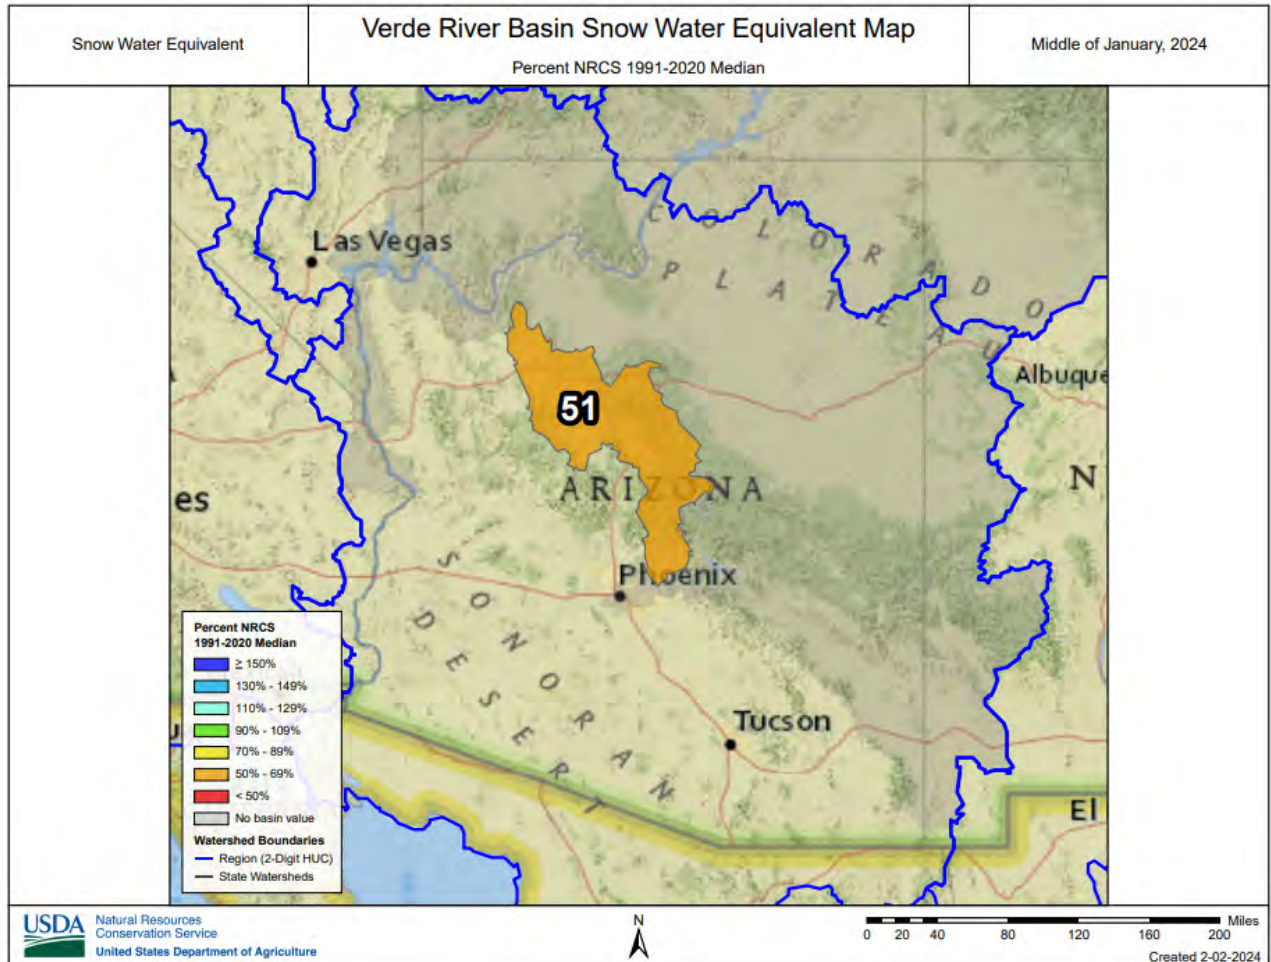 Snow Water Equivalent
Verde River Basin Snow Water Equivalent Map
Percent NRCS 1991-2020 Median
Middle of January, 2024
COLORADO
PLATEAU
Las Vegas
Albuque
51
ARIZONA
N
es
Phoenix
SONORAN
DESERT
Tucson
El
Percent NRCS
1991-2020 Median
≥ 150%
130% - 149%
110% - 129%
90% - 109%
70% - 89%
50% - 69%
< 50%
No basin value
Watershed Boundaries
Region (2-Digit HUC)
State Watersheds
USDA
Natural Resources
Conservation Service
United States Department of Agriculture
N
Miles
0 20 40 80 120 160 200
Created 2-02-2024